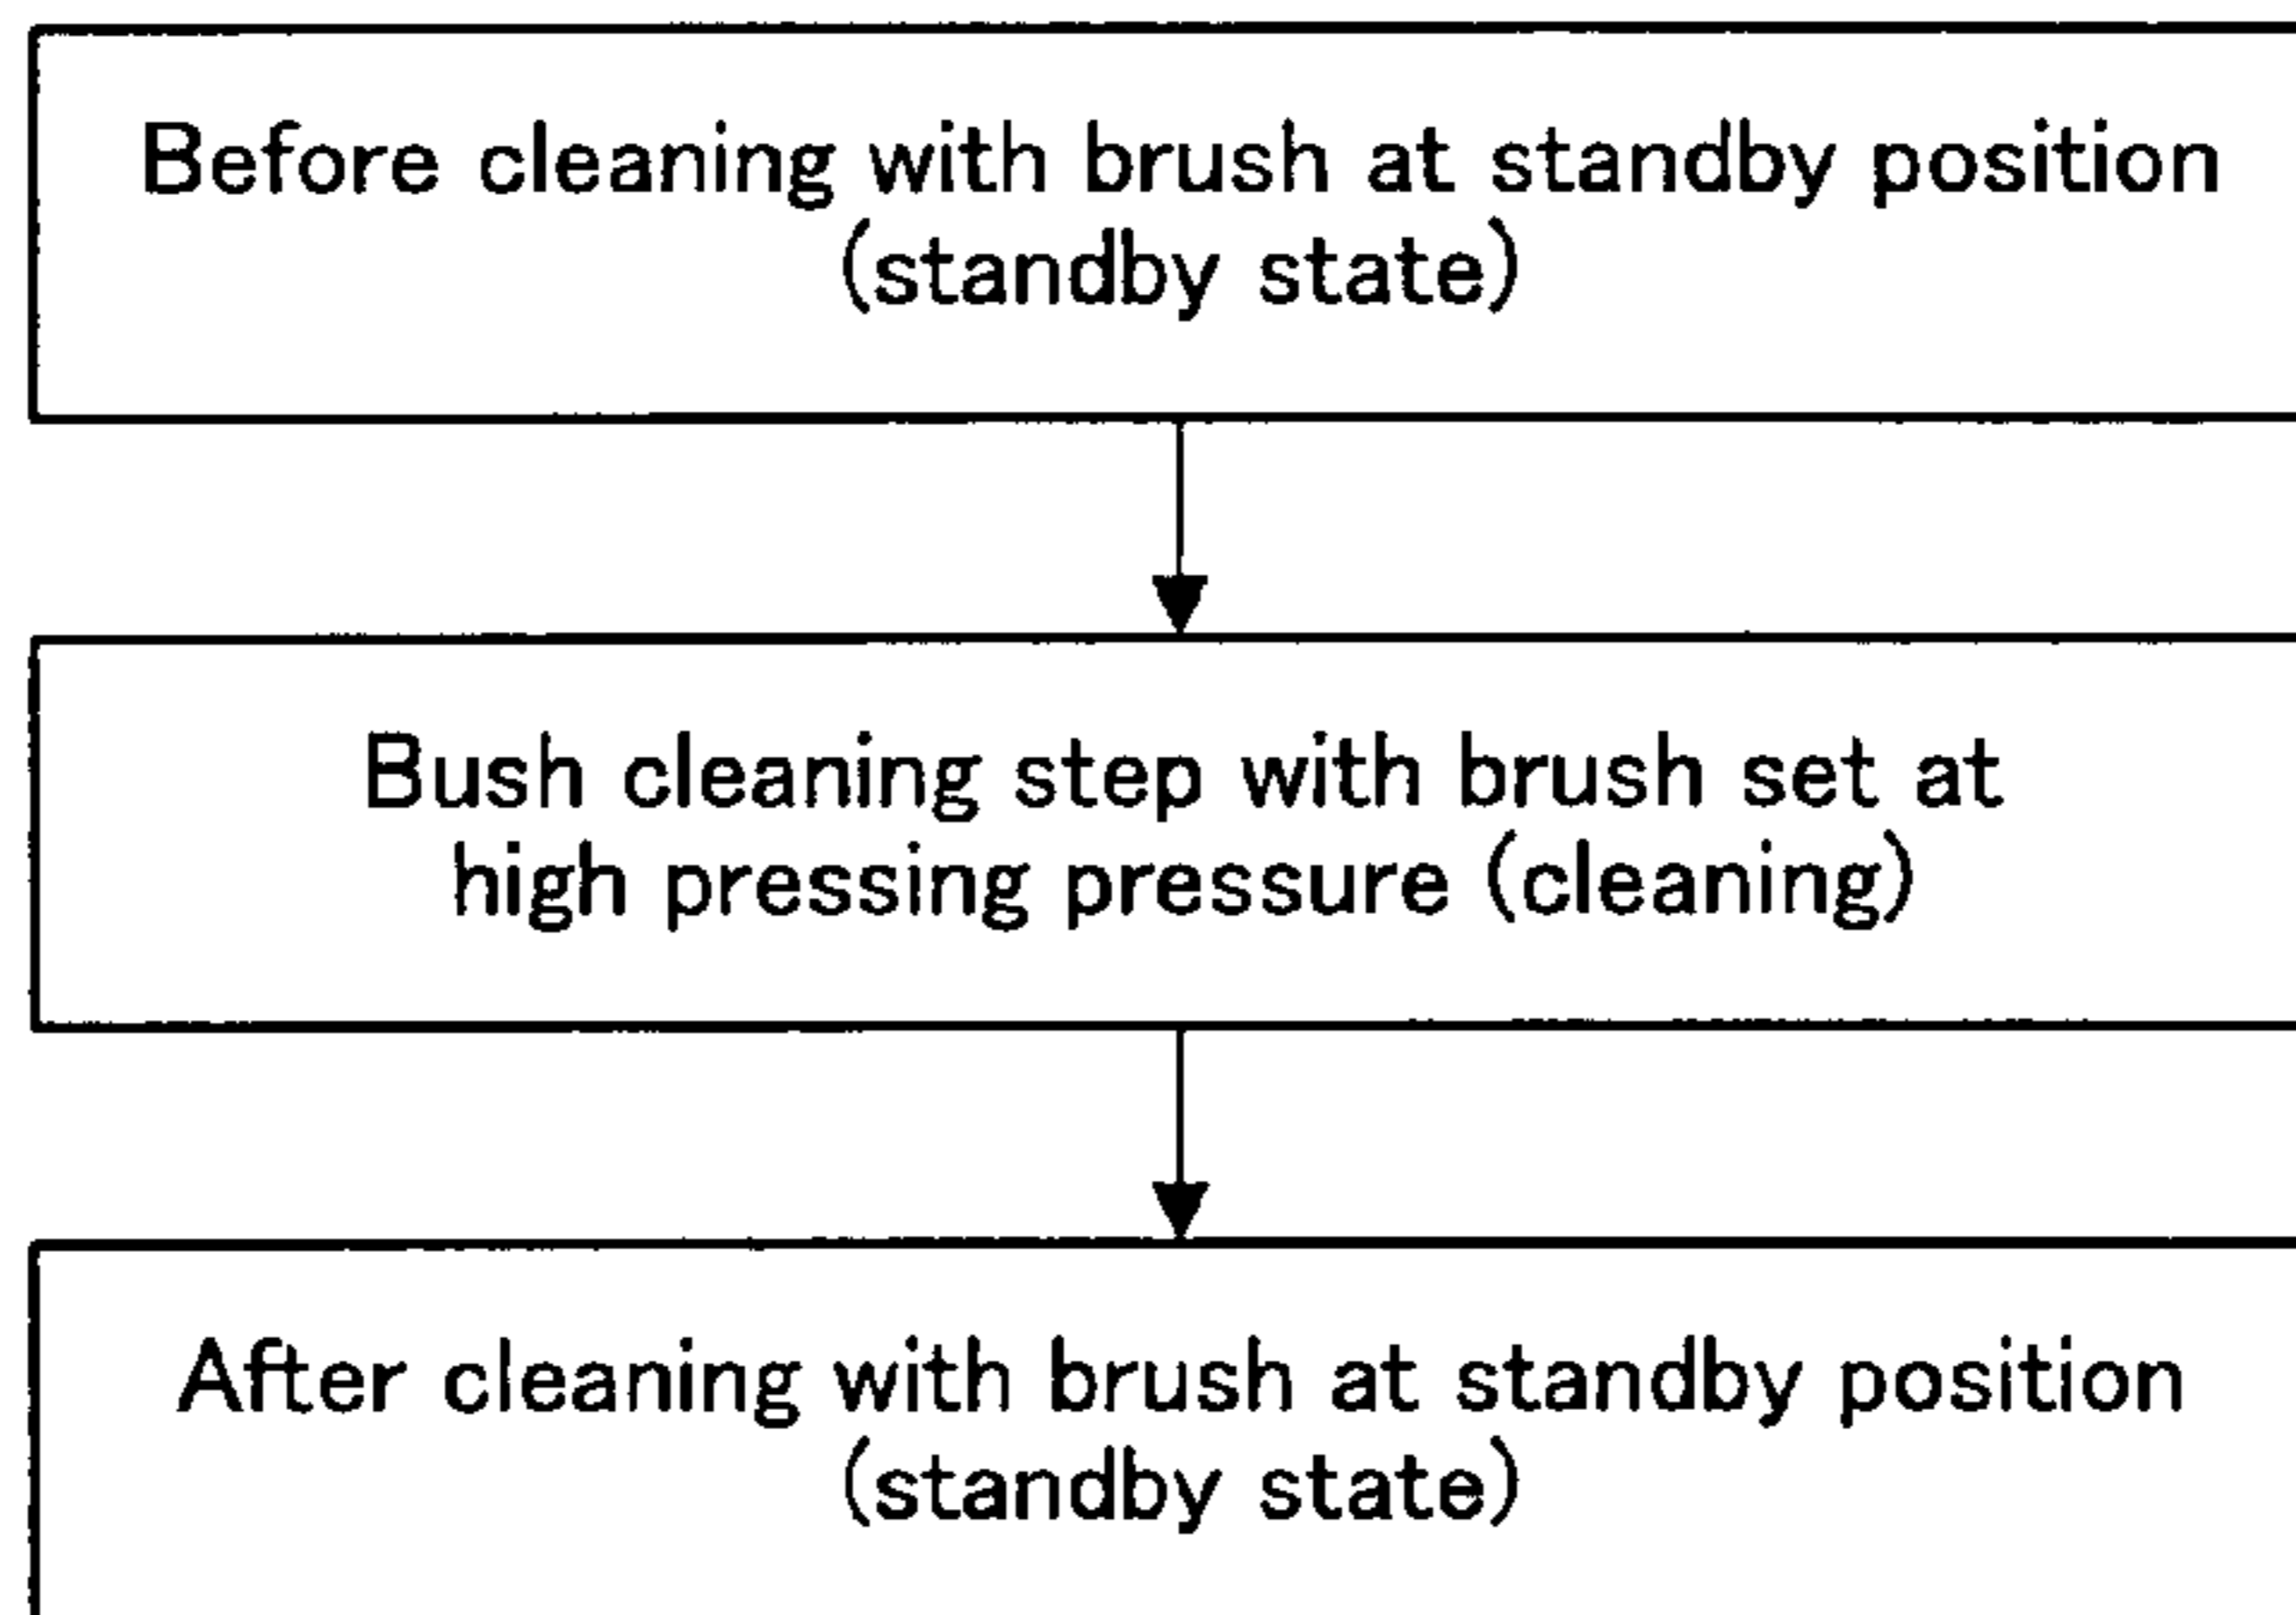 Before cleaning with brush at standby position
(standby state)
Bush cleaning step with brush set at
high pressing pressure (cleaning)
After cleaning with brush at standby position
(standby state)